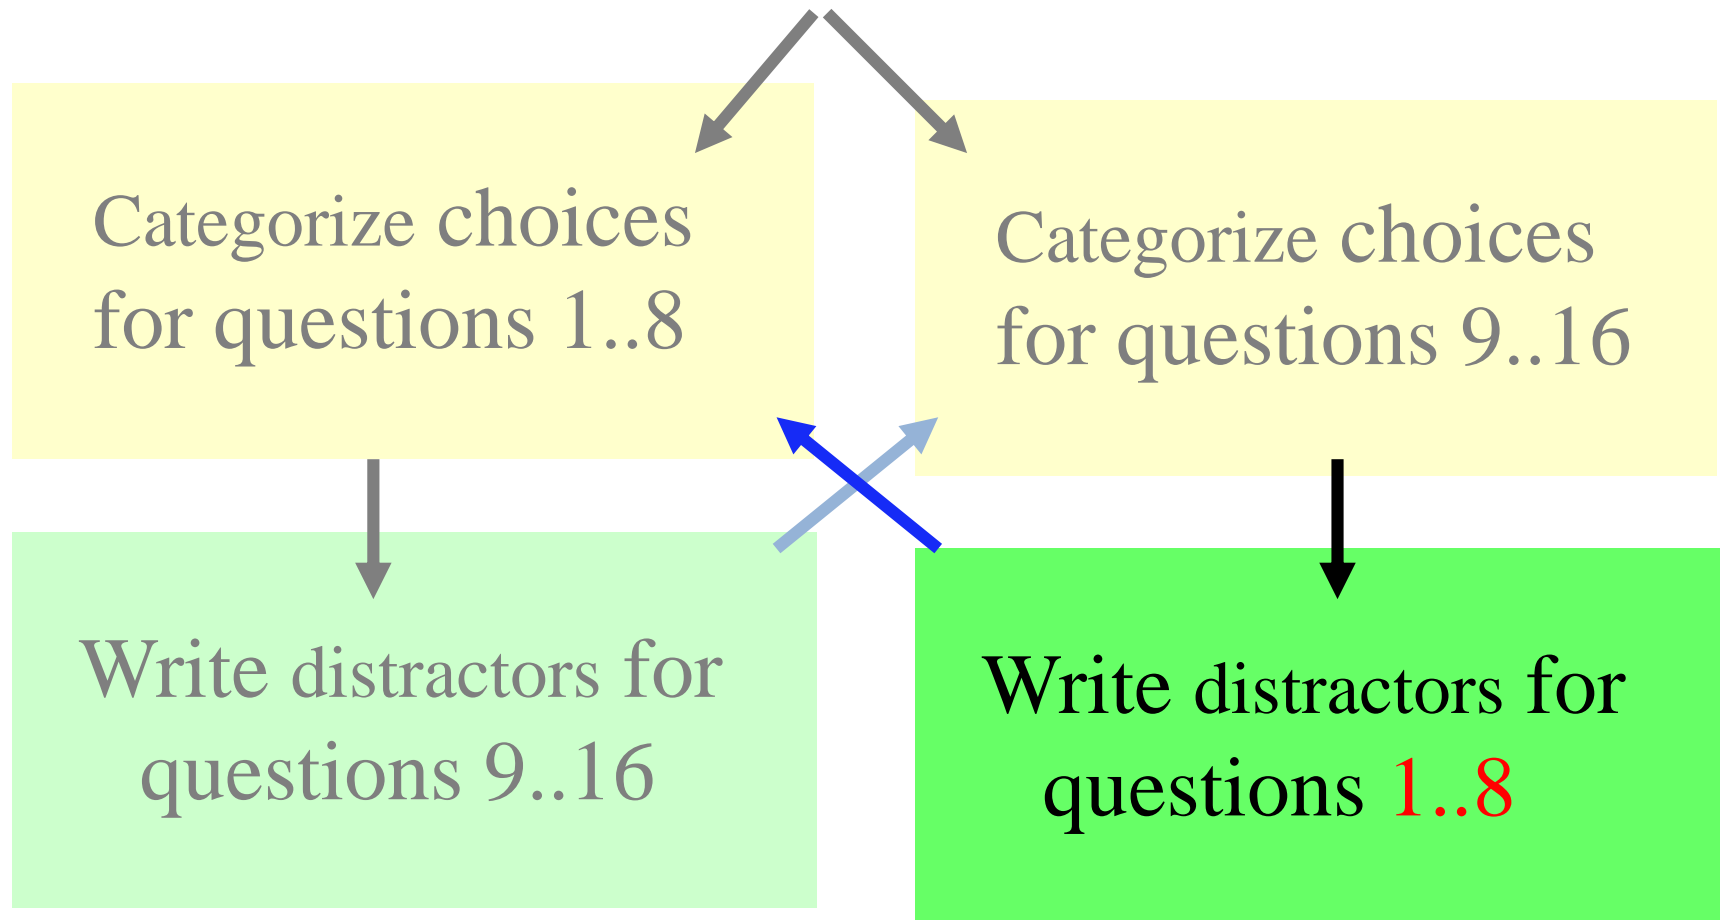 Categorize choices
for questions 1..8
Categorize choices
for questions 9..16
Write distractors for
questions 9..16
Write distractors for
questions 1..8